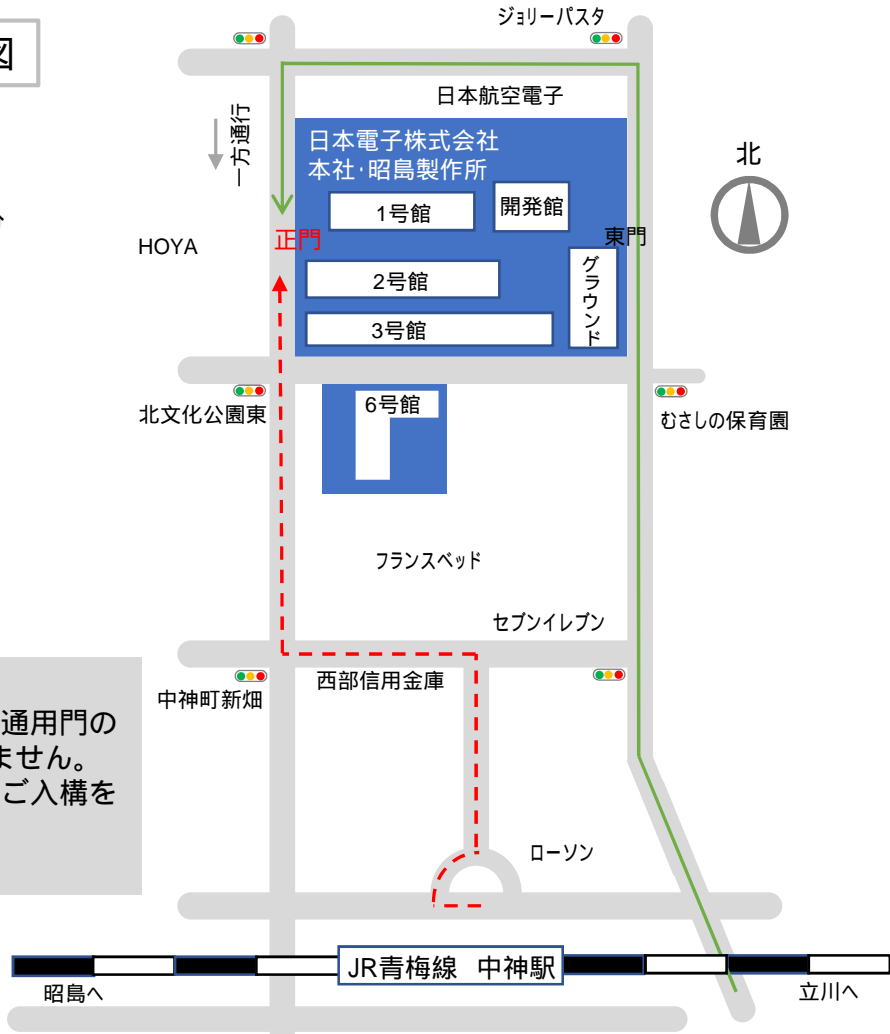 図
ジョリーパスタ
日本航空電子
一方通行
日本電子株式会社
本社･昭島製作所
北
1号館
開発館
HOYA
正門
東門
2号館
グラウンド
3号館
北文化公園東
6号館
むさしの保育園
フランスベッド
セブンイレブン
中神町新畑
西部信用金庫
通用門の
ません。
ご入構を
ローソン
JR青梅線 中神駅
昭島へ
立川へ